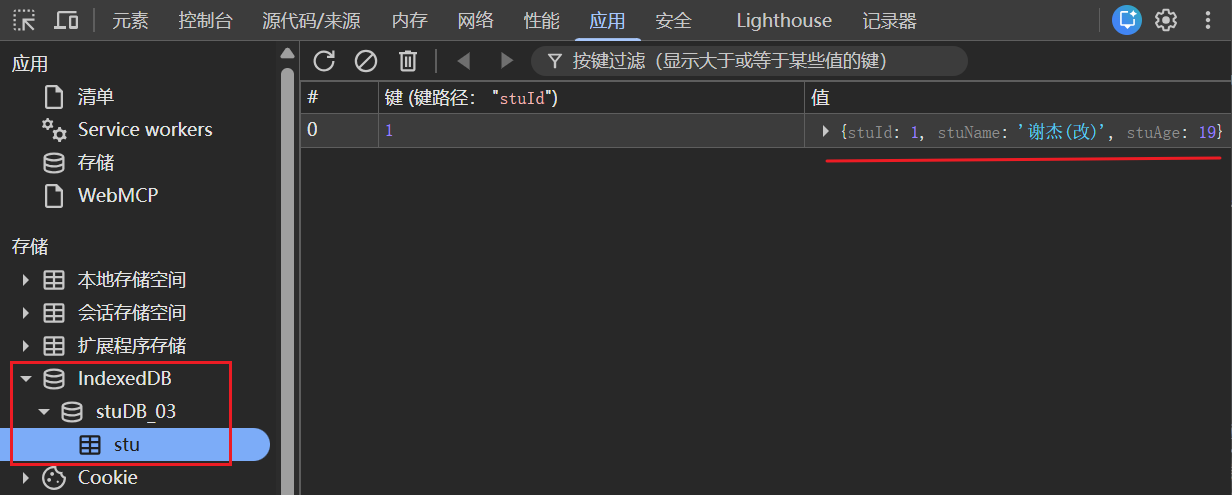 元素 控制台 源代码/来源 内存 网络 性能 应用 安全 Lighthouse 记录器
应用
清单
Service workers
存储
WebMCP
存储
本地存储空间
会话存储空间
扩展程序存储
IndexedDB
stuDB_03
stu
Cookie
按键过滤（显示大于或等于某些值的键）
# 键 (键路径： "stuId") 值
0 1 {stuId: 1, stuName: '谢杰(改)', stuAge: 19}